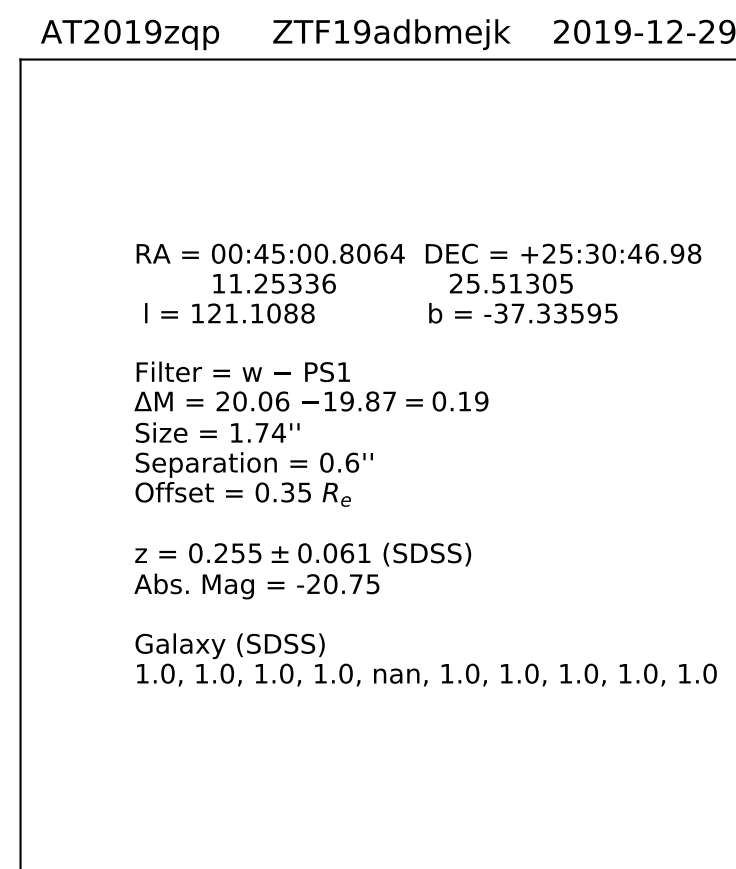 AT2019zqp ZTF19adbmejk 2019-12-29
RA = 00:45:00.8064 DEC = +25:30:46.98
11.25336 25.51305
l = 121.1088 b = -37.33595
Filter = w − PS1
ΔM = 20.06 −19.87 = 0.19
Size = 1.74''
Separation = 0.6''
Offset = 0.35 Re
z = 0.255 ± 0.061 (SDSS)
Abs. Mag = -20.75
Galaxy (SDSS)
1.0, 1.0, 1.0, 1.0, nan, 1.0, 1.0, 1.0, 1.0, 1.0